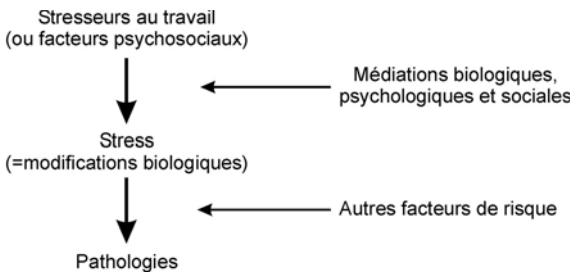 Stresseurs au travail
(ou facteurs psychosociaux)
Médiations biologiques,
psychologiques et sociales
Stress
(=modifications biologiques)
Autres facteurs de risque
Pathologies